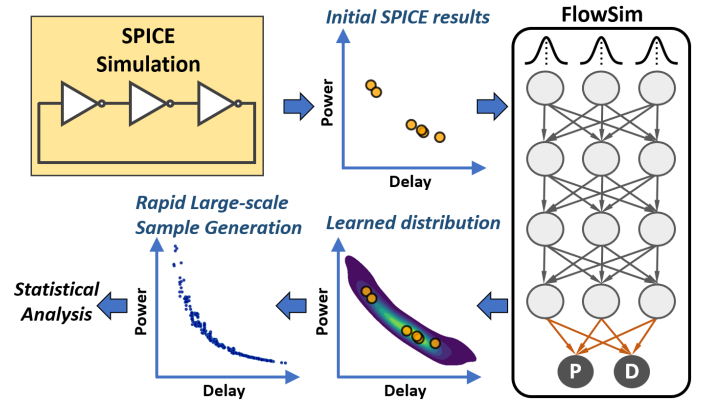 SPICE
Simulation
Initial SPICE results
Power
Delay
FlowSim
P
D
Learned distribution
Power
Delay
Rapid Large-scale
Sample Generation
Power
Delay
Statistical
Analysis